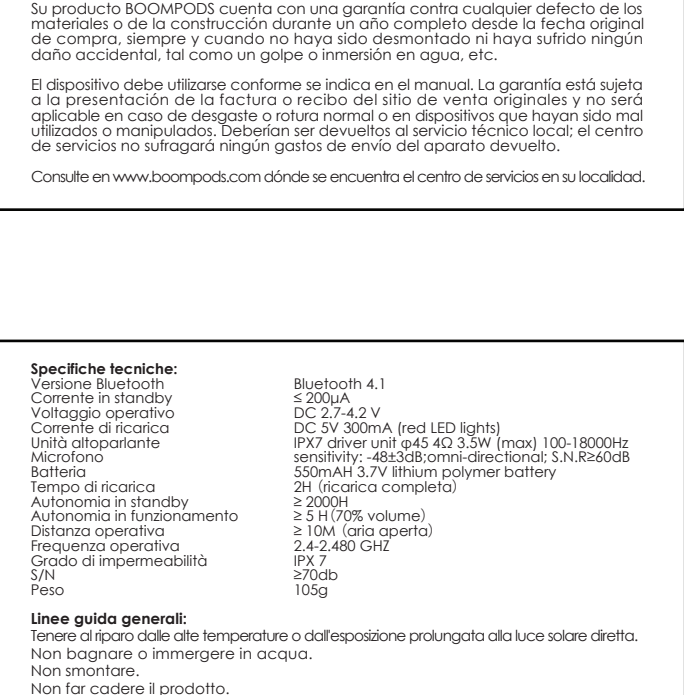 Su producto BOOMPODS cuenta con una garantía contra cualquier defecto de los
materiales o de la construcción durante un año completo desde la fecha original
de compra, siempre y cuando no haya sido desmontado ni haya sufrido ningún
daño accidental, tal como un golpe o inmersión en agua, etc.
El dispositivo debe utilizarse conforme se indica en el manual. La garantía está sujeta
a la presentación de la factura o recibo del sitio de venta originales y no será
aplicable en caso de desgaste o rotura normal o en dispositivos que hayan sido mal
utilizados o manipulados. Deberían ser devueltos al servicio técnico local; el centro
de servicios no sufragará ningún gastos de envío del aparato devuelto.
Consulte en www.boompods.com dónde se encuentra el centro de servicios en su localidad.
Specifiche tecniche:
Versione Bluetooth Bluetooth 4.1
Corrente in standby ≤ 200µA
Voltaggio operativo DC 2.7-4.2 V
Corrente di ricarica DC 5V 300mA (red LED lights)
Unità altoparlante IPX7 driver unit φ45 4Ω 3.5W (max) 100-18000Hz
Microfono sensitivity: -48±3dB;omni-directional; S.N.R≥60dB
Batteria 550mAH 3.7V lithium polymer battery
Tempo di ricarica 2H (ricarica completa)
Autonomia in standby ≥ 2000H
Autonomia in funzionamento ≥ 5 H (70% volume)
Distanza operativa ≥ 10M (aria aperta)
Frequenza operativa 2.4-2.480 GHZ
Grado di impermeabilità IPX 7
S/N ≥70db
Peso 105g
Linee guida generali:
Tenere al riparo dalle alte temperature o dall'esposizione prolungata alla luce solare diretta.
Non bagnare o immergere in acqua.
Non smontare.
Non far cadere il prodotto.